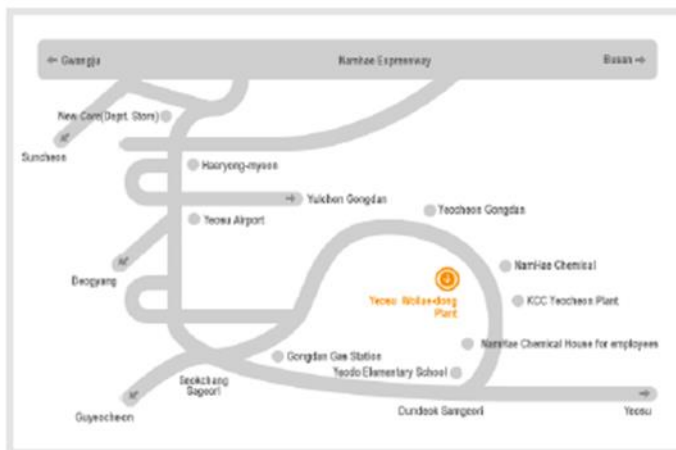 ← Gwangju
Namhae Expressway
Busan →
New Core(Dept. Store)
Suncheon
Haeryong-myeon
Yulchon Gongdan
Yeocheon Gongdan
Yeosu Airport
NamHae Chemical
Deogyang
Yeosu Wollae-dong
Plant
KCC Yeocheon Plant
NamHae Chemical House for employees
Gongdan Gas Station
Yeodo Elementary School
Seokchang
Sageori
Guyeocheon
Dundeok Samgeori
Yeosu